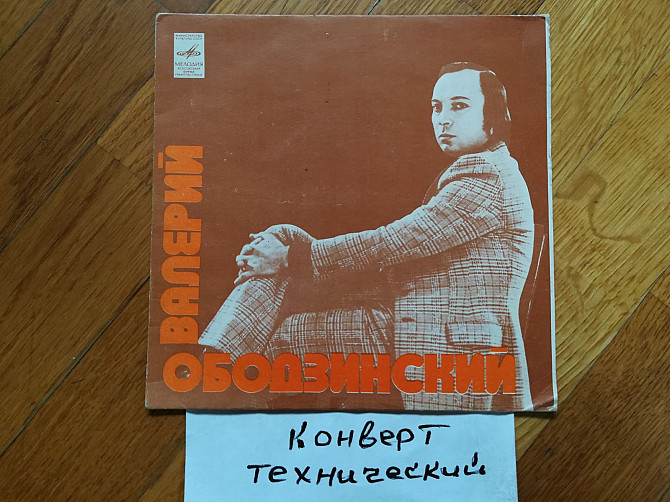 МЕЛОДИЯ
ВАЛЕРИЙ
ОБОДЗИНСКИЙ
Конверт
технический